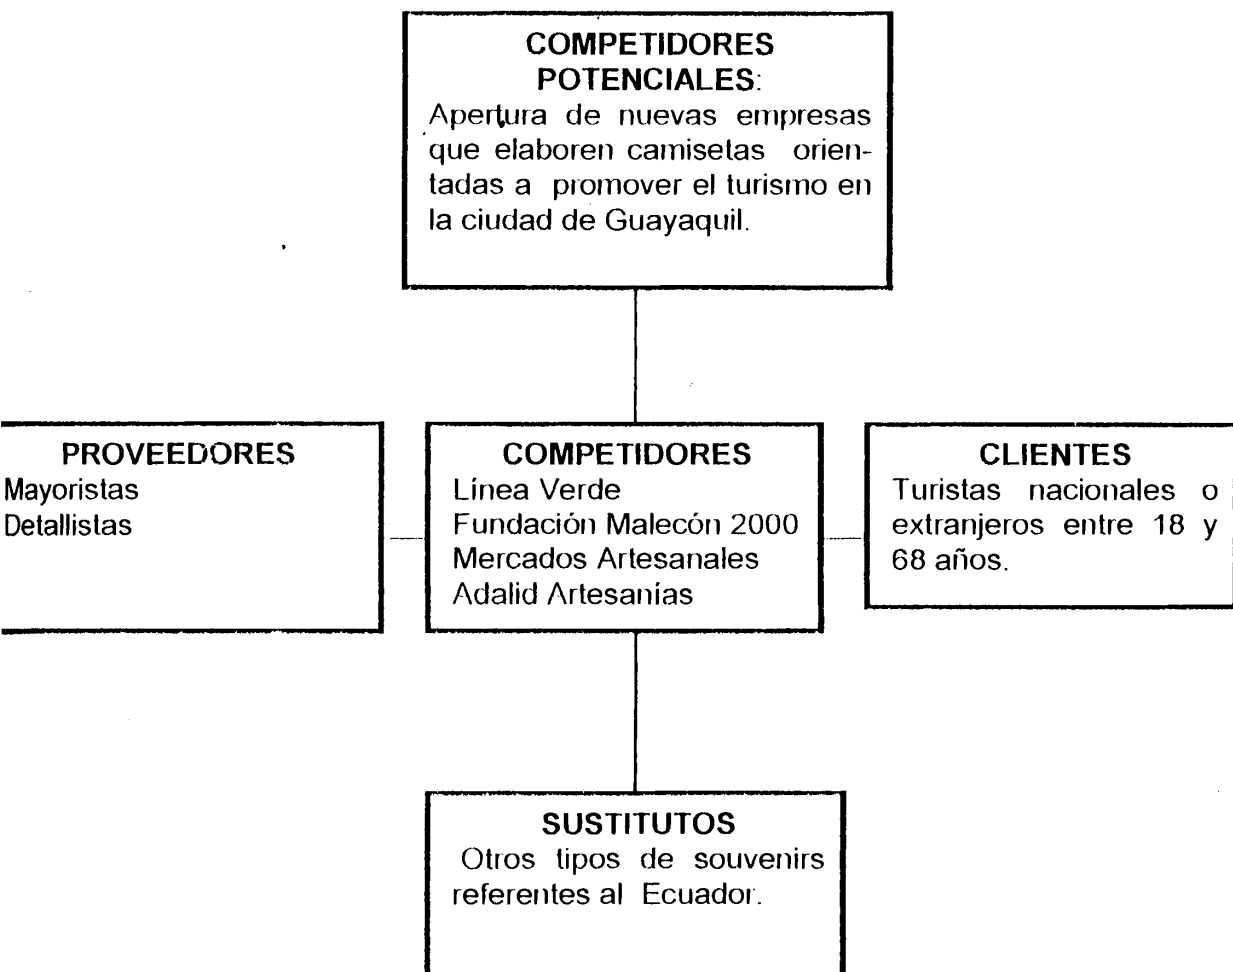 COMPETIDORES
POTENCIALES:
Apertura de nuevas empresas
que elaboren camisetas orien-
tadas a promover el turismo en
la ciudad de Guayaquil.
PROVEEDORES
Mayoristas
Detallistas
COMPETIDORES
Línea Verde
Fundación Malecón 2000
Mercados Artesanales
Adalid Artesanías
CLIENTES
Turistas nacionales o
extranjeros entre 18 y
68 años.
SUSTITUTOS
Otros tipos de souvenirs
referentes al Ecuador.